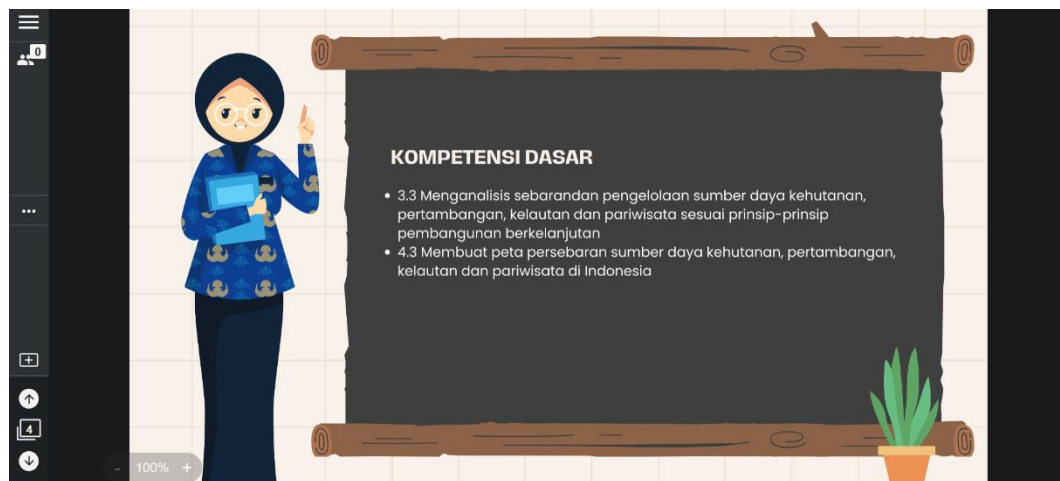 0
KOMPETENSI DASAR
• 3.3 Menganalisis sebarandan pengelolaan sumber daya kehutanan,
pertambangan, kelautan dan pariwisata sesuai prinsip-prinsip
pembangunan berkelanjutan
• 4.3 Membuat peta persebaran sumber daya kehutanan, pertambangan,
kelautan dan pariwisata di Indonesia
4
- 100% +